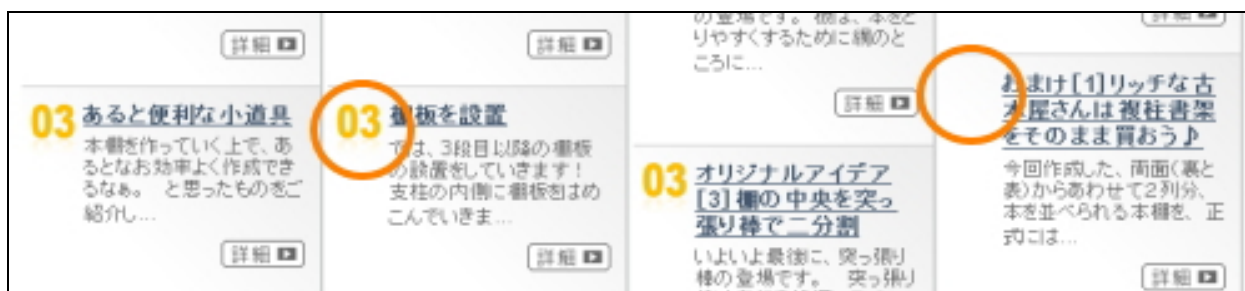 詳細
03 あると便利な小道具
本棚を作っていく上で、あ
るとなお効率よく作成でき
るなぁ。 と思ったものをご
紹介し...
詳細
詳細
03 棚板を設置
では、3段目以降の棚板
の設置をしていきます!
支柱の内側に棚板をはめ
こんでいきま...
詳細
の登場です。棚は、本をと
りやすくするために縄のと
ころに...
詳細
03 オリジナルアイデア
[3]棚の中央を突っ
張り棒で二分割
いよいよ最後に、突っ張り
棒の登場です。 突っ張り
詳細
おまけ[1]リッチな古
本屋さんは複柱書架
をそのまま買おう♪
今回作成した、両面(裏と
表)からあわせて2列分、
本を並べられる本棚を、正
式には...
詳細